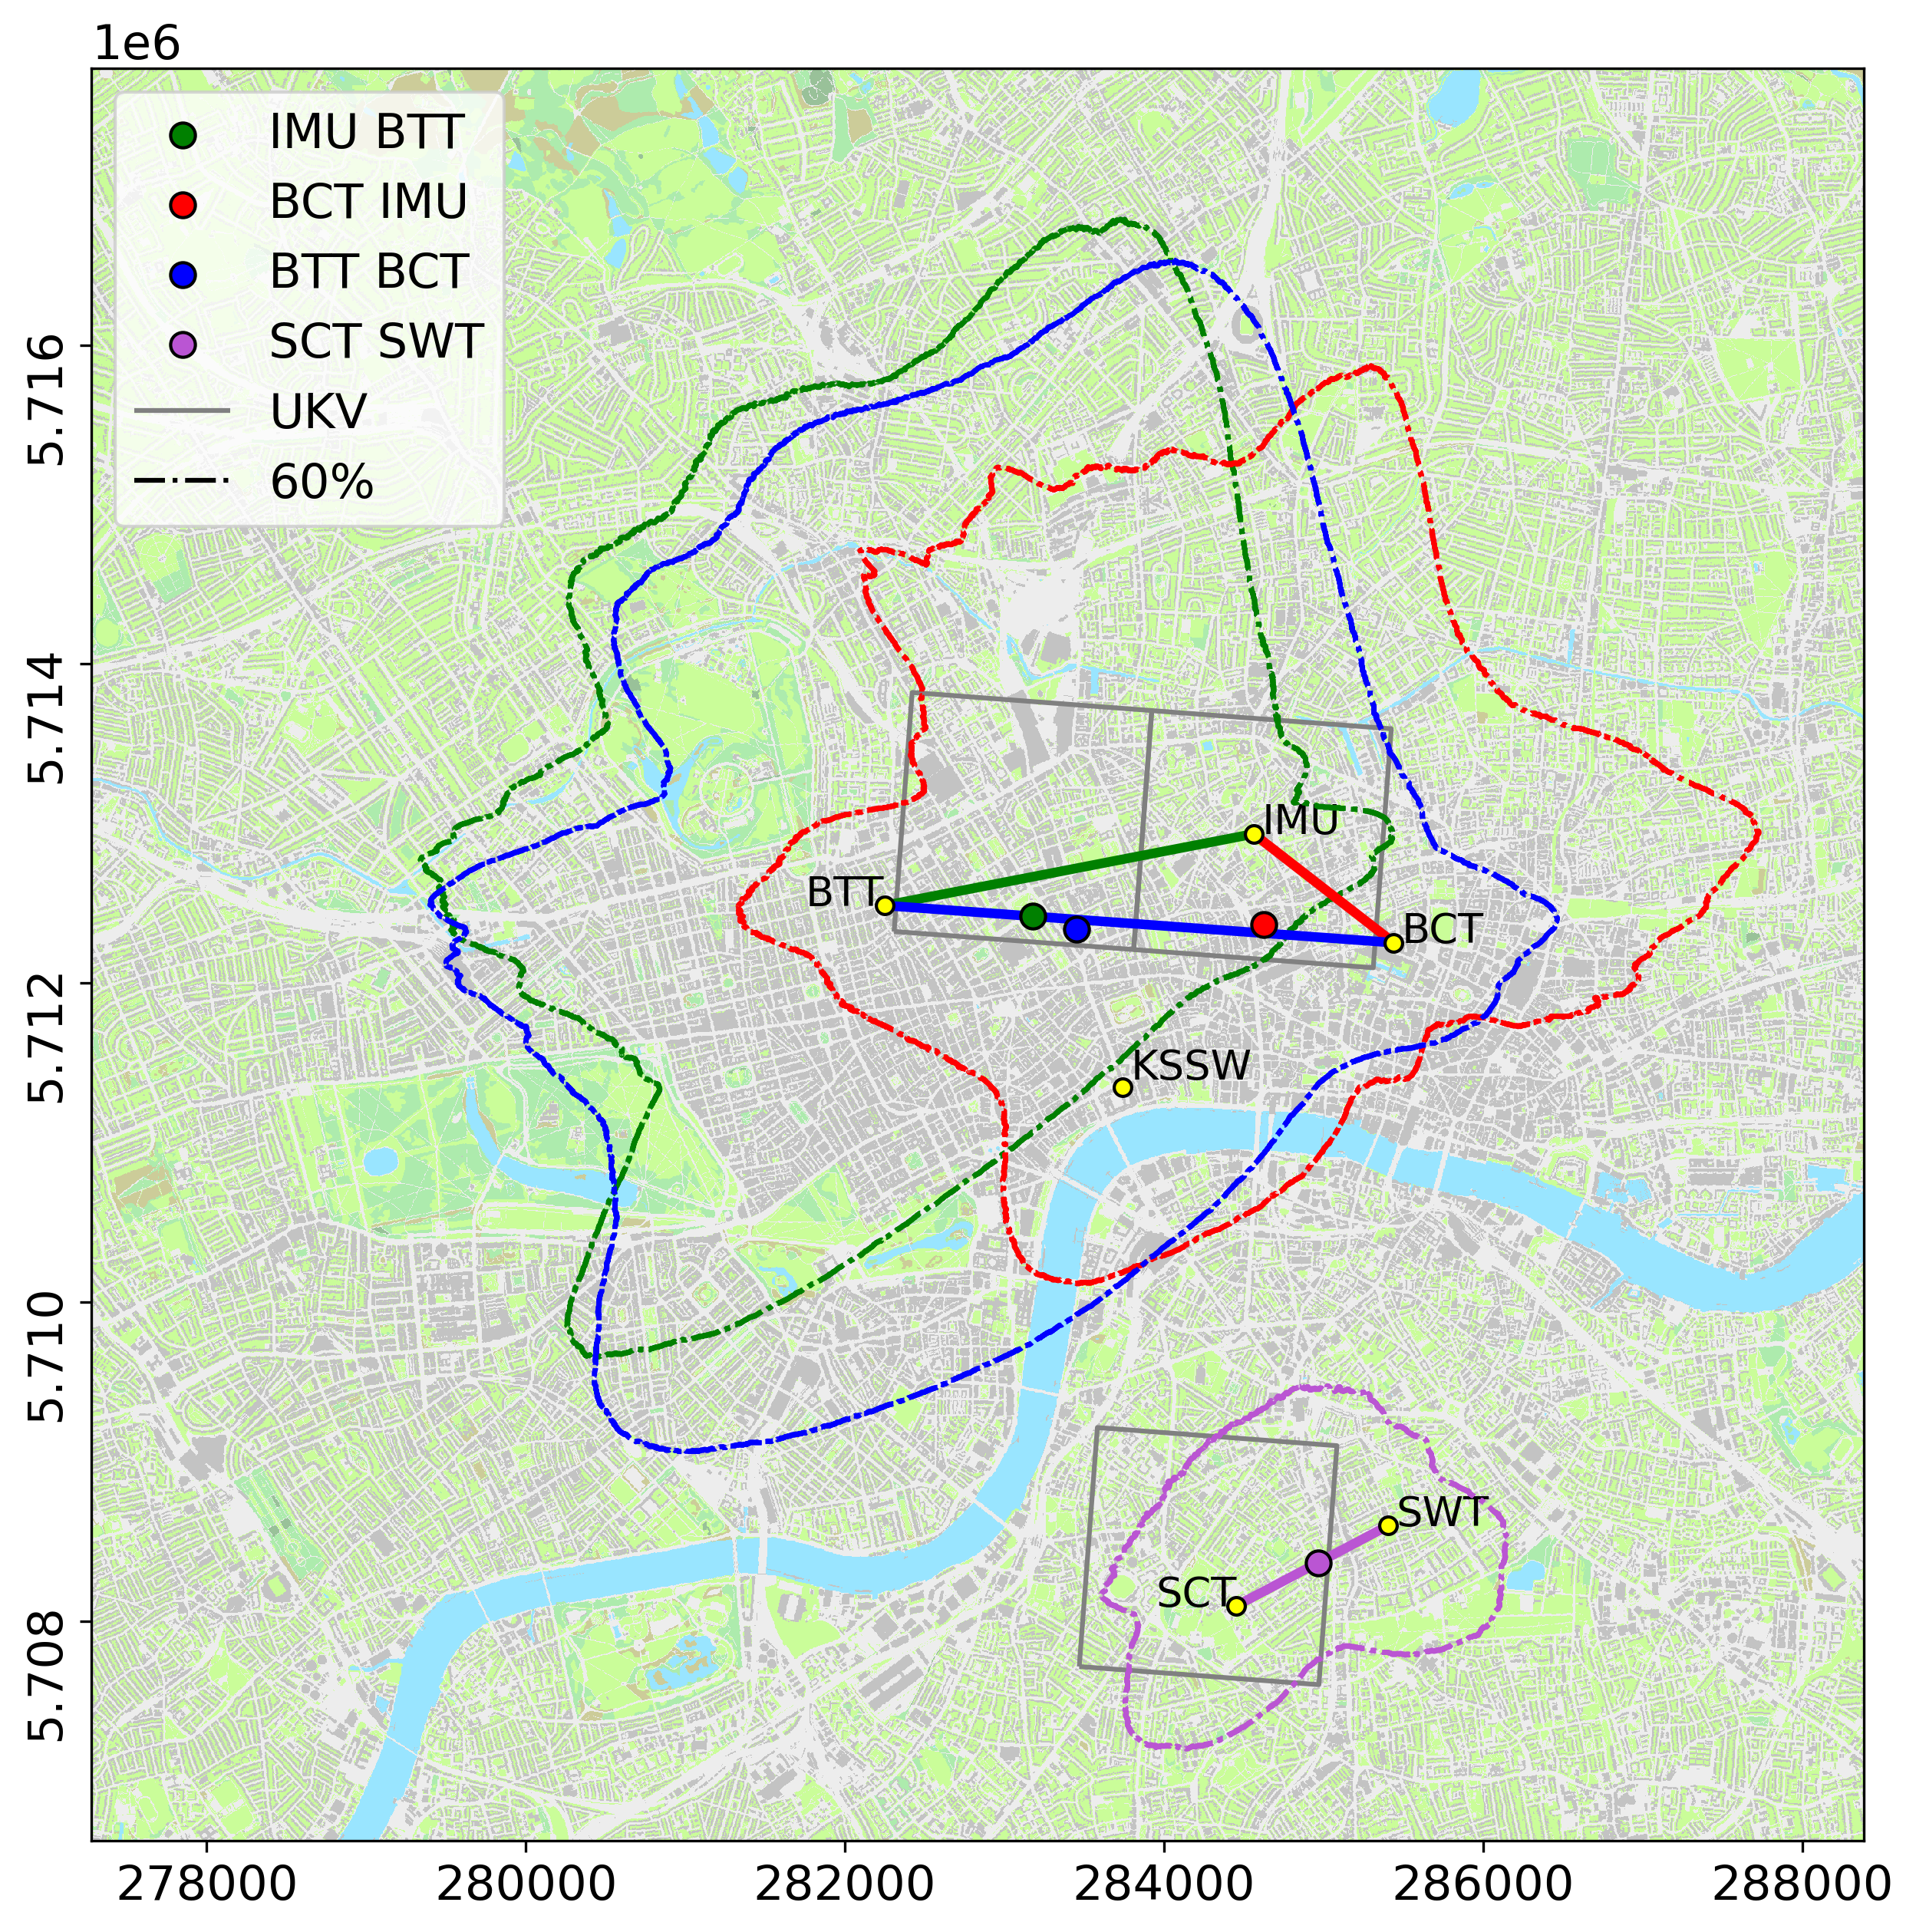 1e6
IMU BTT
BCT IMU
BTT BCT
SCT SWT
UKV
60%
5.716
5.714
5.712
5.710
5.708
IMU
BTT
BCT
KSSW
SWT
SCT
278000 280000 282000 284000 286000 288000